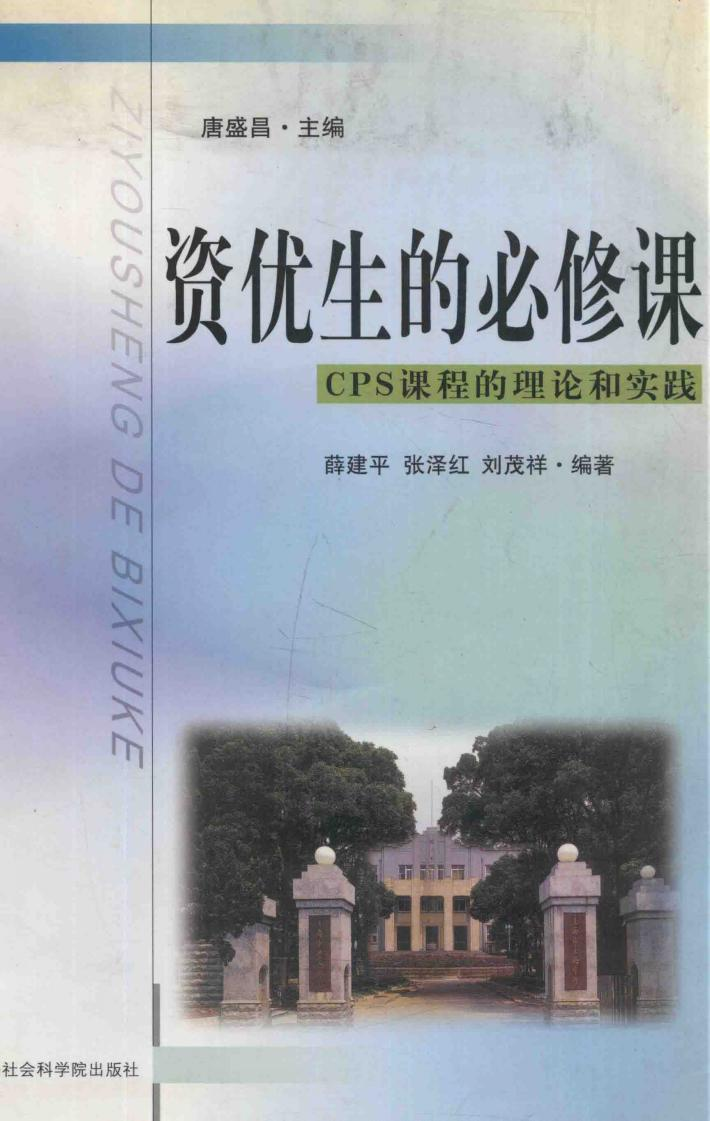 唐盛昌·主编
资优生的必修课
CPS课程的理论和实践
薛建平 张泽红 刘茂祥·编著
ZIYOUSHENG DE BIXIUKE
社会科学院出版社